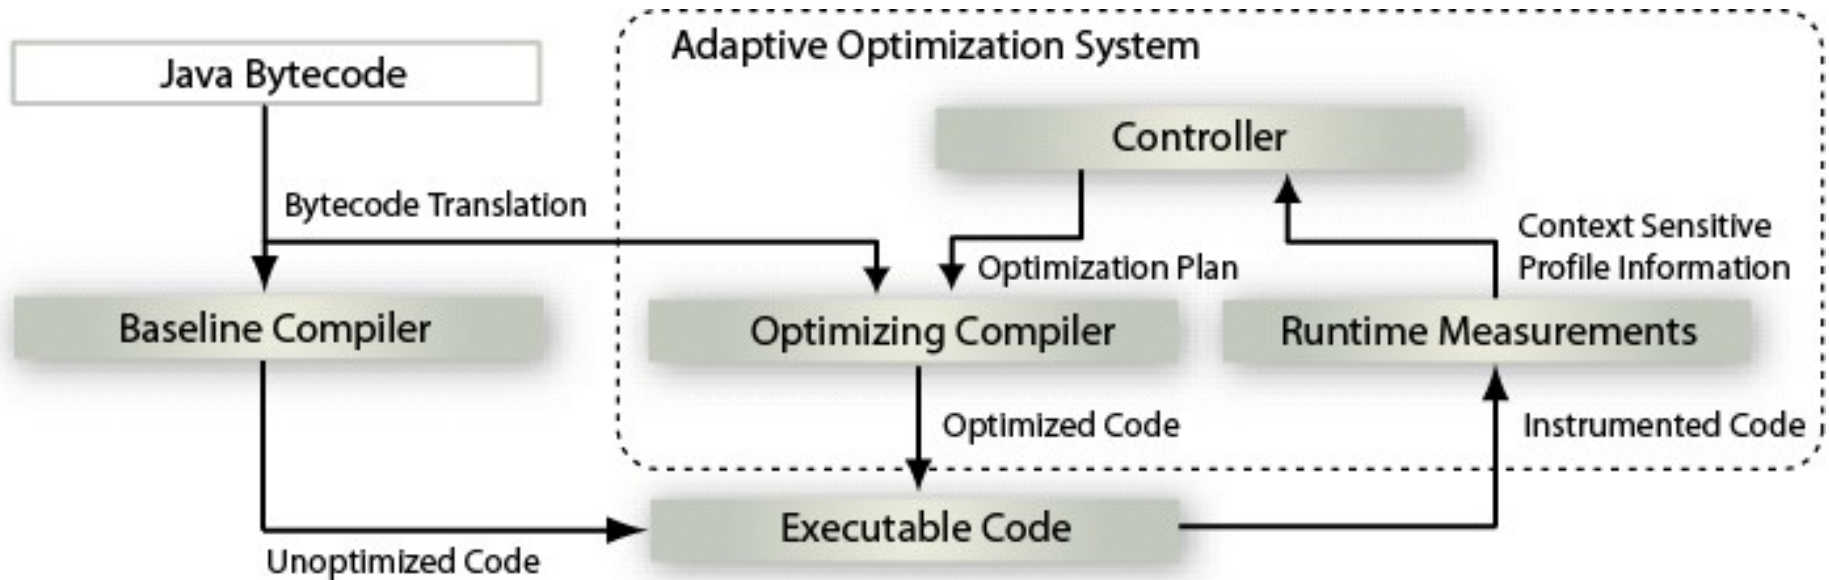 Adaptive Optimization System
Java Bytecode
Controller
Bytecode Translation
Context Sensitive
Profile Information
Optimization Plan
Baseline Compiler
Optimizing Compiler
Runtime Measurements
Optimized Code
Instrumented Code
Executable Code
Unoptimized Code